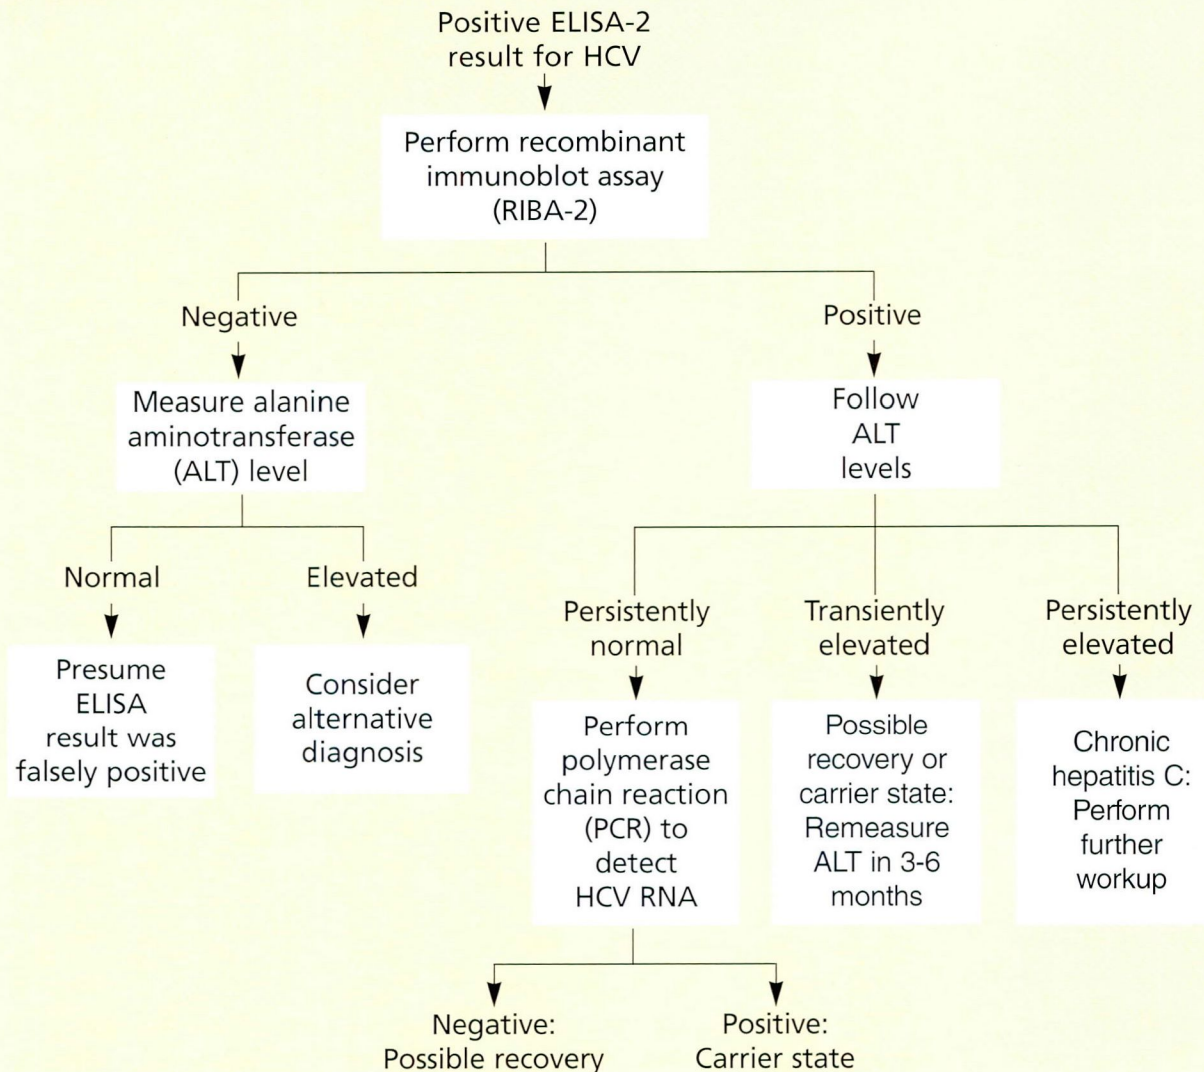 Positive ELISA-2
result for HCV
Perform recombinant
immunoblot assay
(RIBA-2)
Negative
Positive
Measure alanine
aminotransferase
(ALT) level
Follow
ALT
levels
Normal
Elevated
Persistently
normal
Transiently
elevated
Persistently
elevated
Presume
ELISA
result was
falsely positive
Consider
alternative
diagnosis
Perform
polymerase
chain reaction
(PCR) to
detect
HCV RNA
Possible
recovery or
carrier state:
Remeasure
ALT in 3-6
months
Chronic
hepatitis C:
Perform
further
workup
Negative:
Possible recovery
Positive:
Carrier state